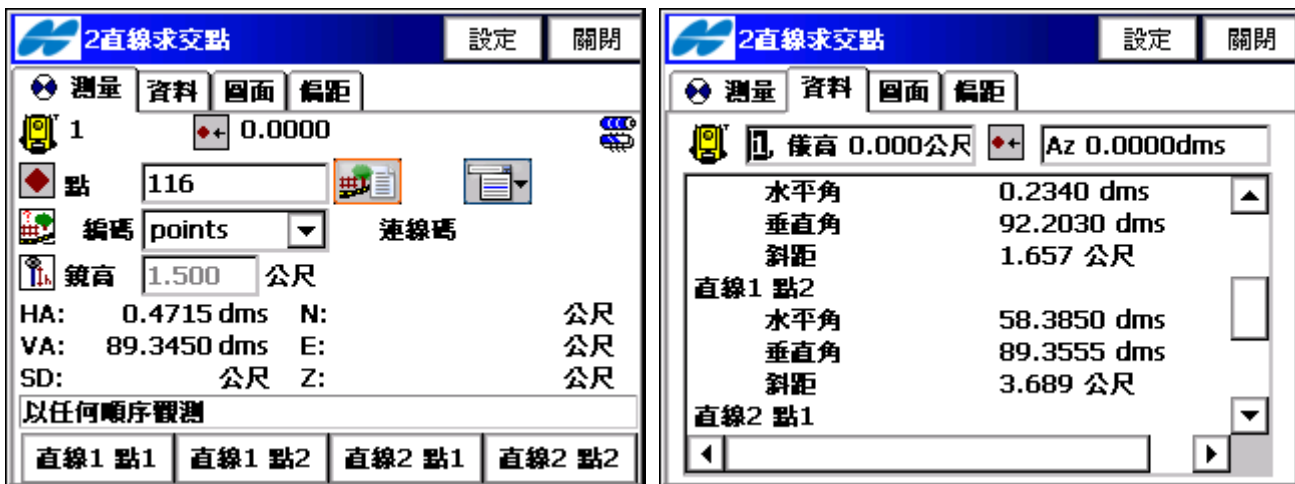 2直線求交點 設定 關閉
測量 資料 圖面 偏距
1 0.0000
點 116
編碼 points 連線碼
鏡高 1.500 公尺
HA: 0.4715 dms N: 公尺
VA: 89.3450 dms E: 公尺
SD: 公尺 Z: 公尺
以任何順序觀測
直線1 點1 直線1 點2 直線2 點1 直線2 點2
2直線求交點 設定 關閉
測量 資料 圖面 偏距
1, 儀高 0.000公尺 Az 0.0000dms
水平角 0.2340 dms
垂直角 92.2030 dms
斜距 1.657 公尺
直線1 點2
水平角 58.3850 dms
垂直角 89.3555 dms
斜距 3.689 公尺
直線2 點1